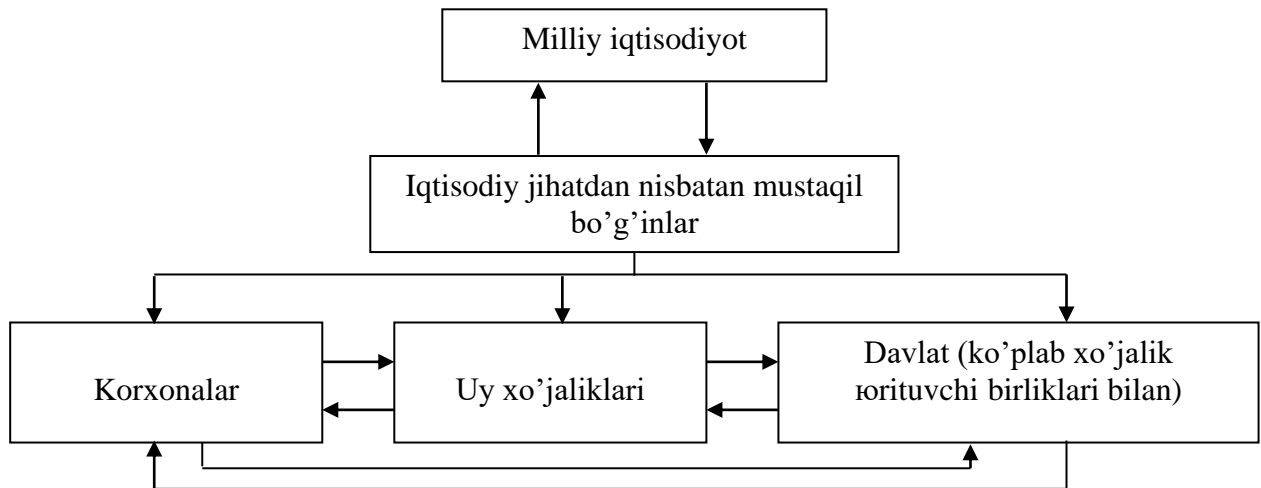 Milliy iqtisodiyot
Iqtisodiy jihatdan nisbatan mustaqil
bo’g’inlar
Korxonalar
Uy xo’jaliklari
Davlat (ko’plab xo’jalik
юrituvchi birliklari bilan)